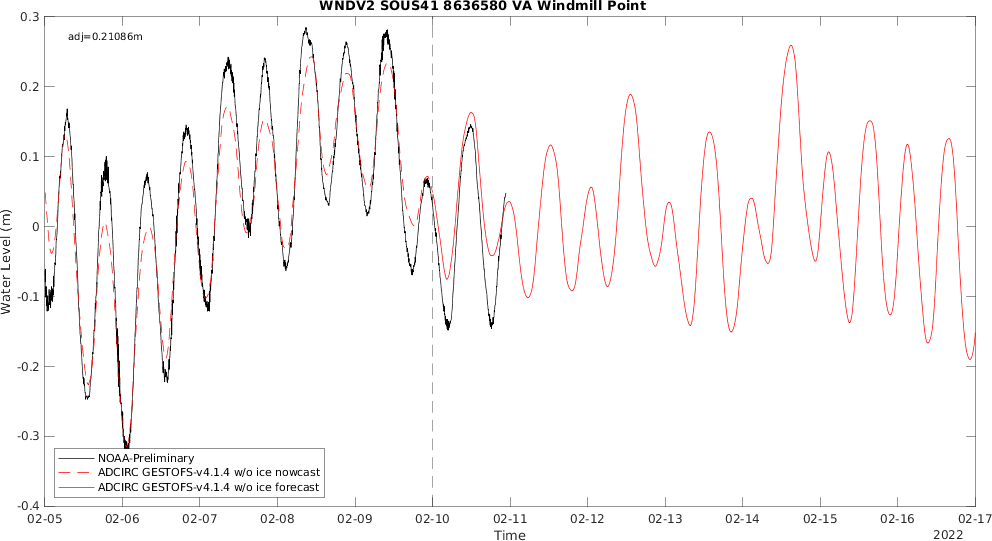 WNDV2 SOUS41 8636580 VA Windmill Point
adj=0.21086m
0.3
0.2
0.1
0
-0.1
-0.2
-0.3
-0.4
Water Level (m)
NOAA-Preliminary
ADCIRC GESTOFS-v4.1.4 w/o ice nowcast
ADCIRC GESTOFS-v4.1.4 w/o ice forecast
02-05 02-06 02-07 02-08 02-09 02-10 02-11 02-12 02-13 02-14 02-15 02-16 02-17
Time
2022